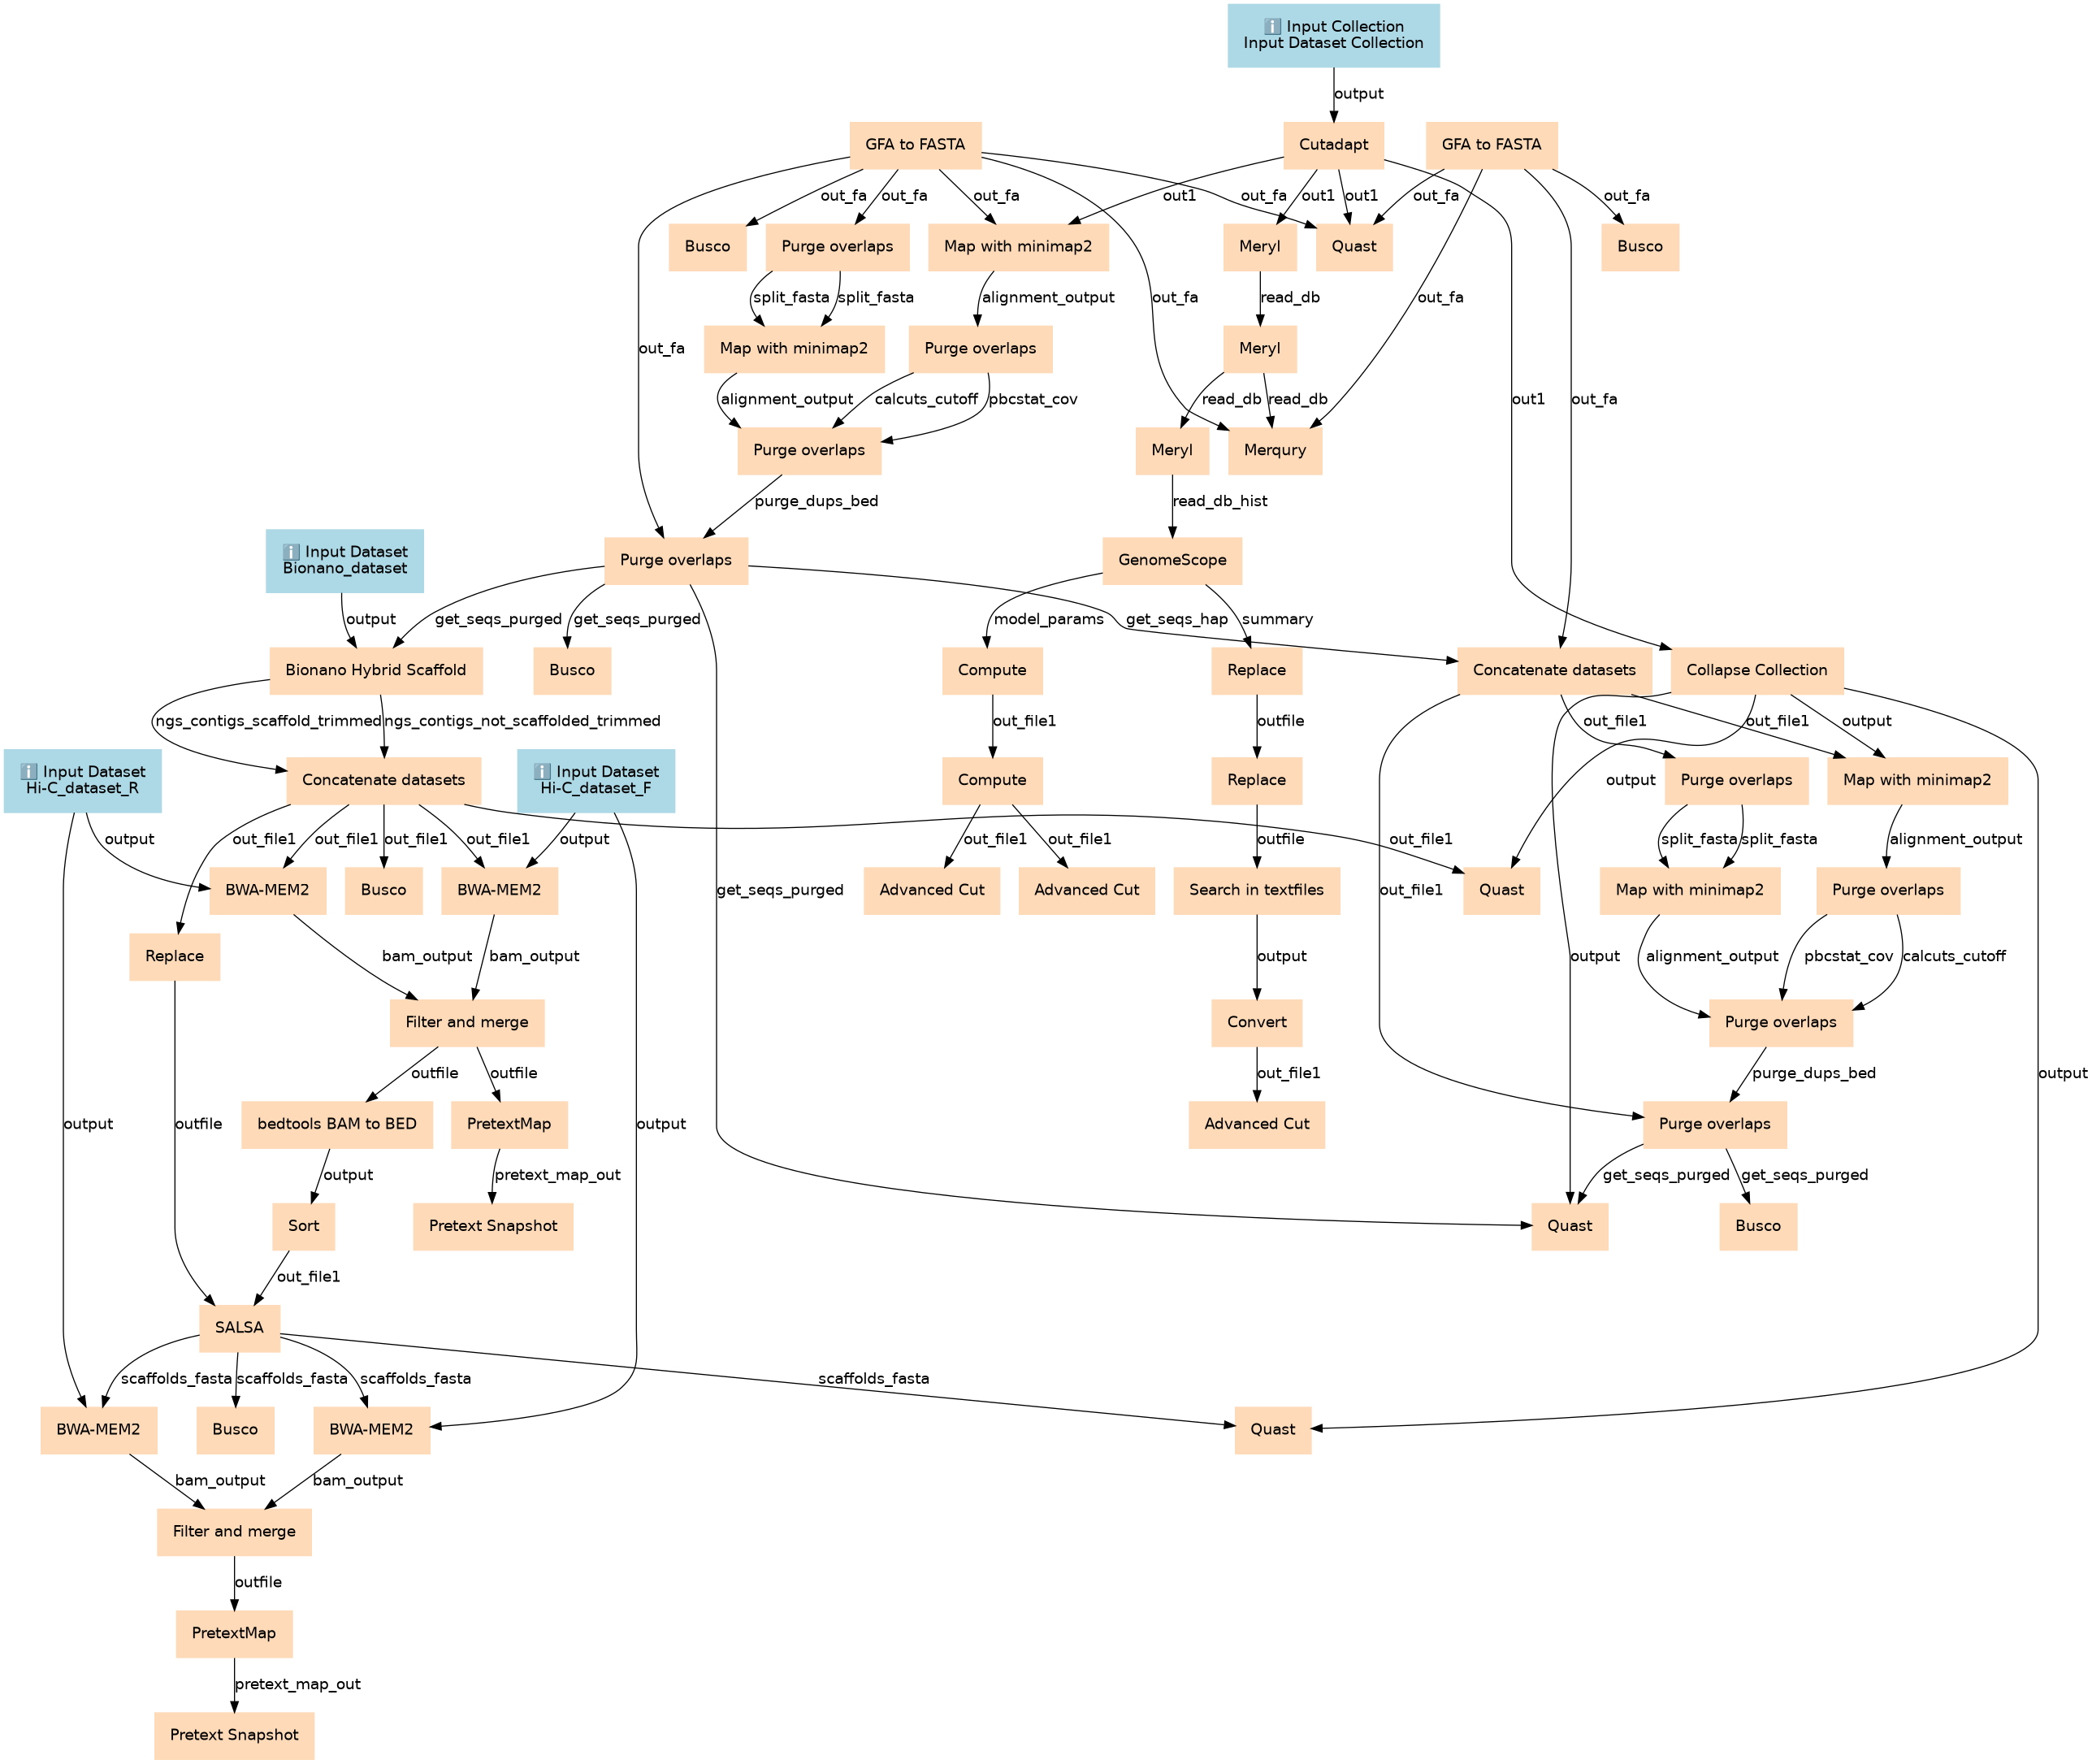 ℹ️ Input Collection
Input Dataset Collection
output
GFA to FASTA
Cutadapt
GFA to FASTA
out_fa
out_fa
out_fa
out1
out1
out1
out_fa
out_fa
out_fa
Busco
Purge overlaps
Map with minimap2
Meryl
Quast
Busco
split_fasta
split_fasta
alignment_output
out_fa
read_db
out_fa
out_fa
Map with minimap2
Purge overlaps
Meryl
alignment_output
calcuts_cutoff
pbcstat_cov
read_db
read_db
out1
out_fa
Purge overlaps
Meryl
Merqury
purge_dups_bed
read_db_hist
ℹ️ Input Dataset
Bionano_dataset
Purge overlaps
GenomeScope
output
get_seqs_purged
get_seqs_purged
model_params
get_seqs_hap
summary
Bionano Hybrid Scaffold
Busco
Compute
Replace
Concatenate datasets
Collapse Collection
ngs_contigs_scaffold_trimmed
ngs_contigs_not_scaffolded_trimmed
out_file1
outfile
out_file1
out_file1
output
ℹ️ Input Dataset
Hi-C_dataset_R
Concatenate datasets
ℹ️ Input Dataset
Hi-C_dataset_F
Compute
Replace
Purge overlaps
Map with minimap2
output
out_file1
out_file1
out_file1
out_file1
output
out_file1
out_file1
outfile
out_file1
output
split_fasta
split_fasta
alignment_output
BWA-MEM2
Busco
BWA-MEM2
get_seqs_purged
Advanced Cut
Advanced Cut
Search in textfiles
out_file1
Quast
Map with minimap2
Purge overlaps
Replace
bam_output
bam_output
output
output
alignment_output
pbcstat_cov
calcuts_cutoff
Filter and merge
Convert
Purge overlaps
outfile
outfile
out_file1
purge_dups_bed
output
output
outfile
bedtools BAM to BED
PretextMap
output
Advanced Cut
Purge overlaps
output
pretext_map_out
get_seqs_purged
get_seqs_purged
Sort
Pretext Snapshot
Quast
Busco
out_file1
SALSA
scaffolds_fasta
scaffolds_fasta
scaffolds_fasta
scaffolds_fasta
BWA-MEM2
Busco
BWA-MEM2
Quast
bam_output
bam_output
Filter and merge
outfile
PretextMap
pretext_map_out
Pretext Snapshot